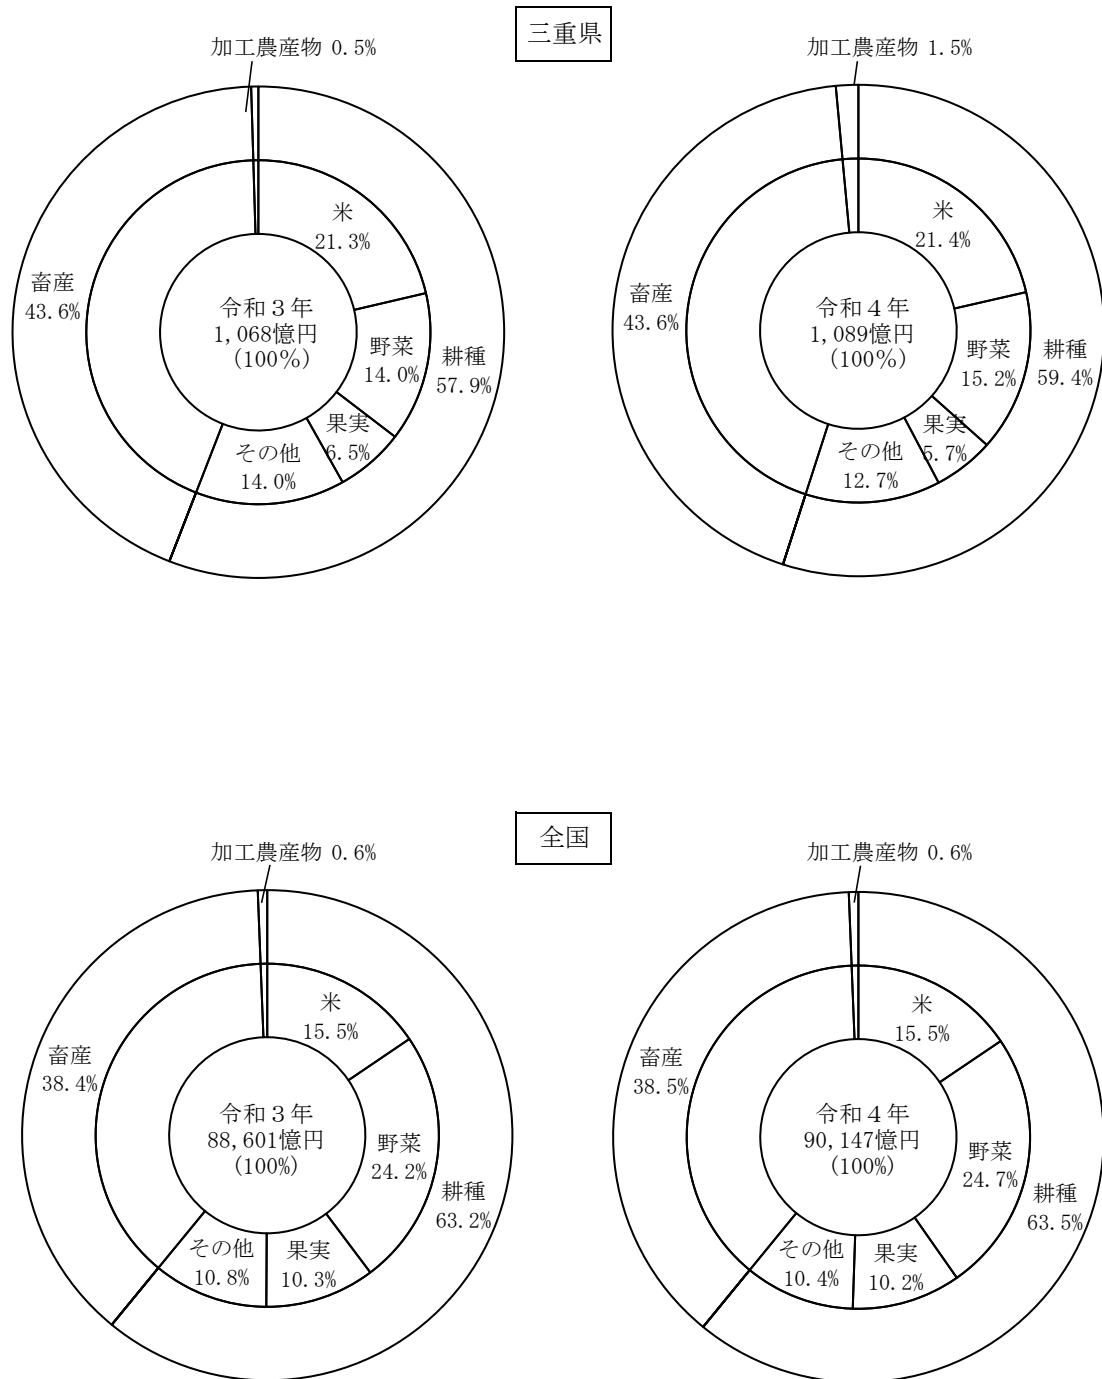 三重県
加工農産物 0.5%
米
21.3%
畜産
43.6%
令和３年
1,068億円
(100%)
野菜
14.0%
耕種
57.9%
果実
6.5%
その他
14.0%
加工農産物 1.5%
米
21.4%
畜産
43.6%
令和４年
1,089億円
(100%)
野菜
15.2%
耕種
59.4%
果実
5.7%
その他
12.7%
全国
加工農産物 0.6%
米
15.5%
畜産
38.4%
令和３年
88,601億円
(100%)
野菜
24.2%
耕種
63.2%
その他
10.8%
果実
10.3%
加工農産物 0.6%
米
15.5%
畜産
38.5%
令和４年
90,147億円
(100%)
野菜
24.7%
耕種
63.5%
その他
10.4%
果実
10.2%